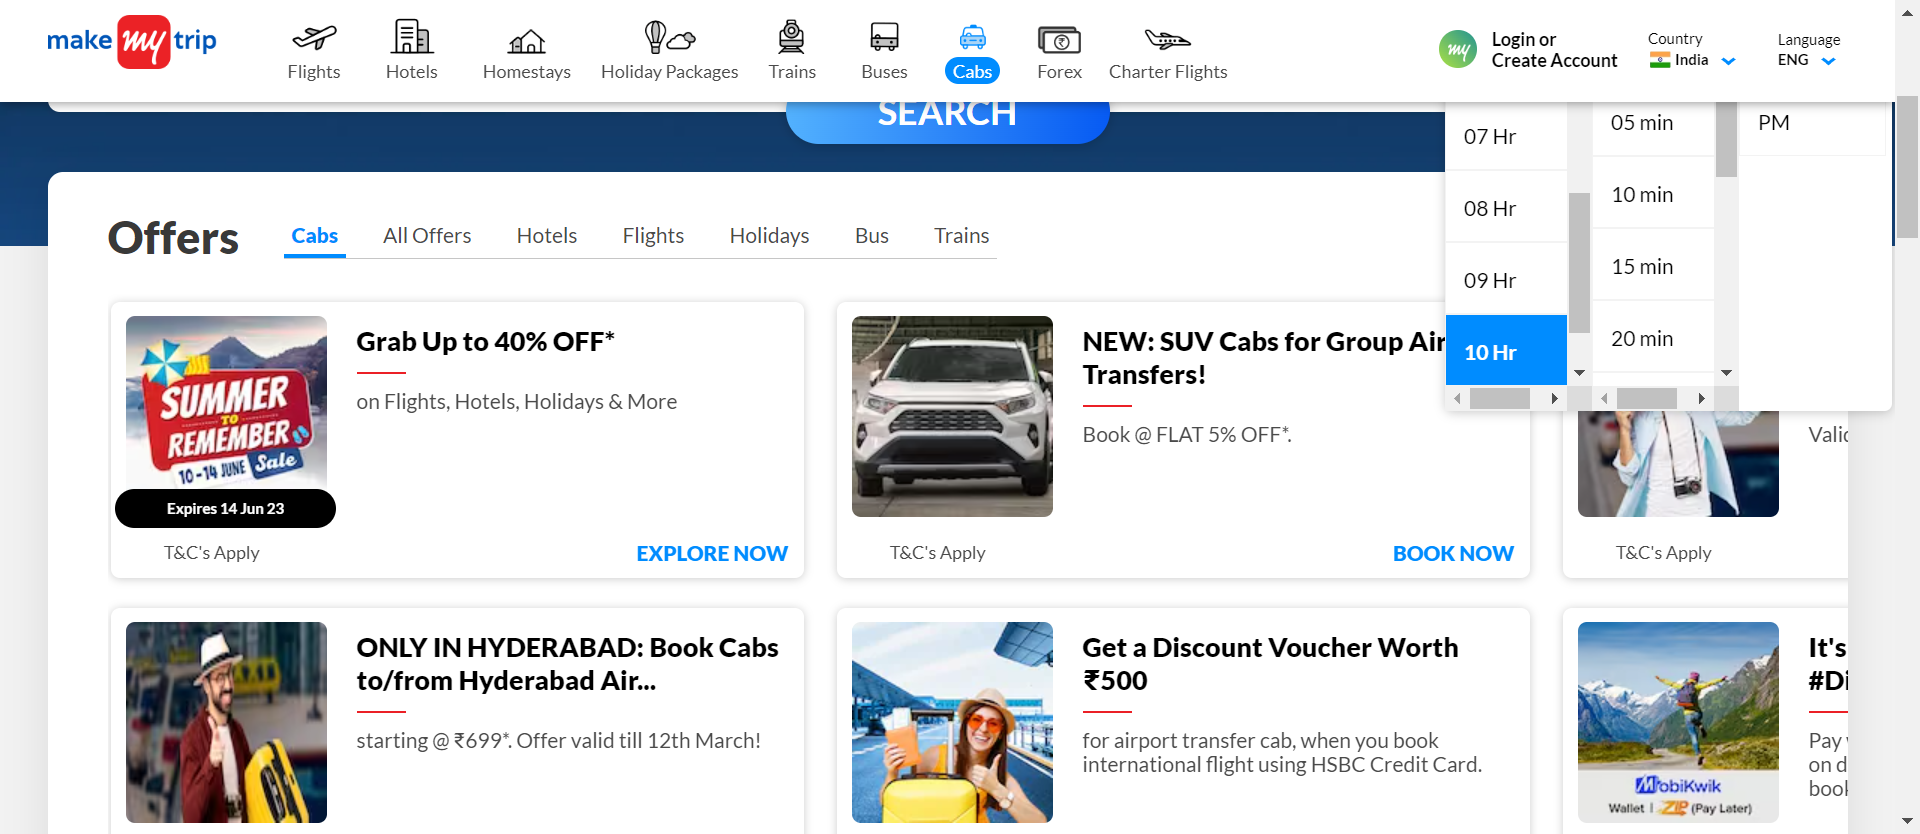 make my trip
Flights
Hotels
Homestays
Holiday Packages
Trains
Buses
Cabs
Forex
Charter Flights
my
Login or
Create Account
Country
India
Language
ENG
SEARCH
07 Hr
08 Hr
09 Hr
10 Hr
05 min
10 min
15 min
20 min
PM
Offers
Cabs
All Offers
Hotels
Flights
Holidays
Bus
Trains
SUMMER
TO
REMEMBER
10-14 JUNE Sale
Expires 14 Jun 23
Grab Up to 40% OFF*
on Flights, Hotels, Holidays & More
T&C's Apply
EXPLORE NOW
NEW: SUV Cabs for Group Air
Transfers!
Book @ FLAT 5% OFF*.
T&C's Apply
BOOK NOW
Valid
T&C's Apply
ONLY IN HYDERABAD: Book Cabs
to/from Hyderabad Air...
starting @ ₹699*. Offer valid till 12th March!
Get a Discount Voucher Worth
₹500
for airport transfer cab, when you book
international flight using HSBC Credit Card.
MobiKwik
Wallet | ZIP (Pay Later)
It's
#Di
Pay
on d
book